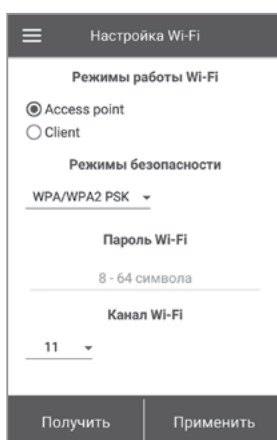 Настройка Wi-Fi
Режимы работы Wi-Fi
Access point
Client
Режимы безопасности
WPA/WPA2 PSK
Пароль Wi-Fi
8 - 64 символа
Канал Wi-Fi
11
Получить Применить